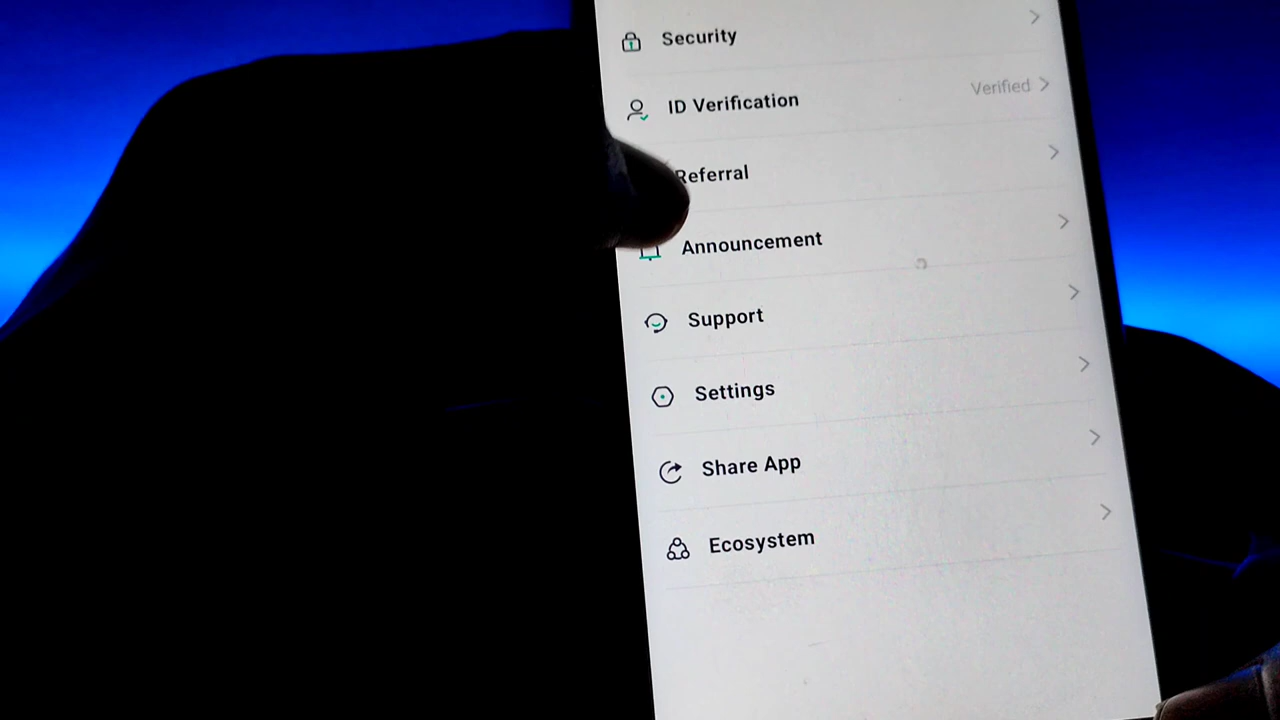 Security
ID Verification
Verified
Referral
Announcement
Support
Settings
Share App
Ecosystem